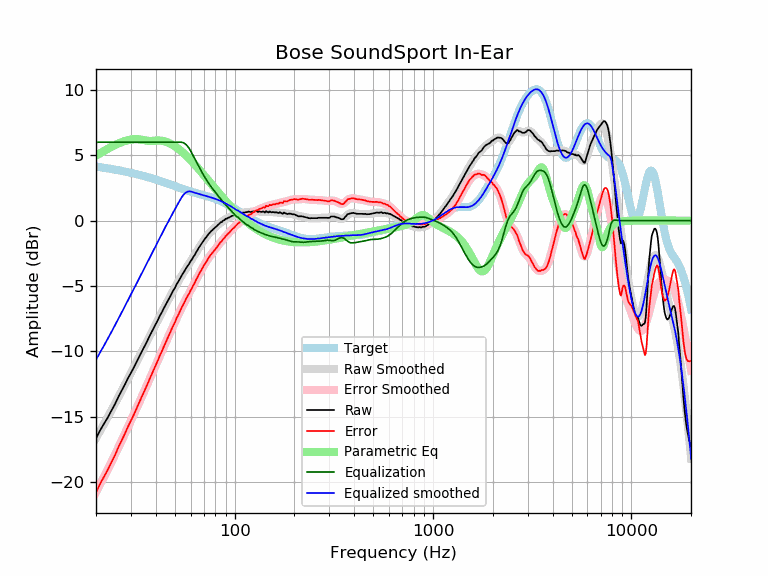 Bose SoundSport In-Ear
Amplitude (dBr)
10
5
0
−5
−10
−15
−20
Target
Raw Smoothed
Error Smoothed
Raw
Error
Parametric Eq
Equalization
Equalized smoothed
100
1000
10000
Frequency (Hz)